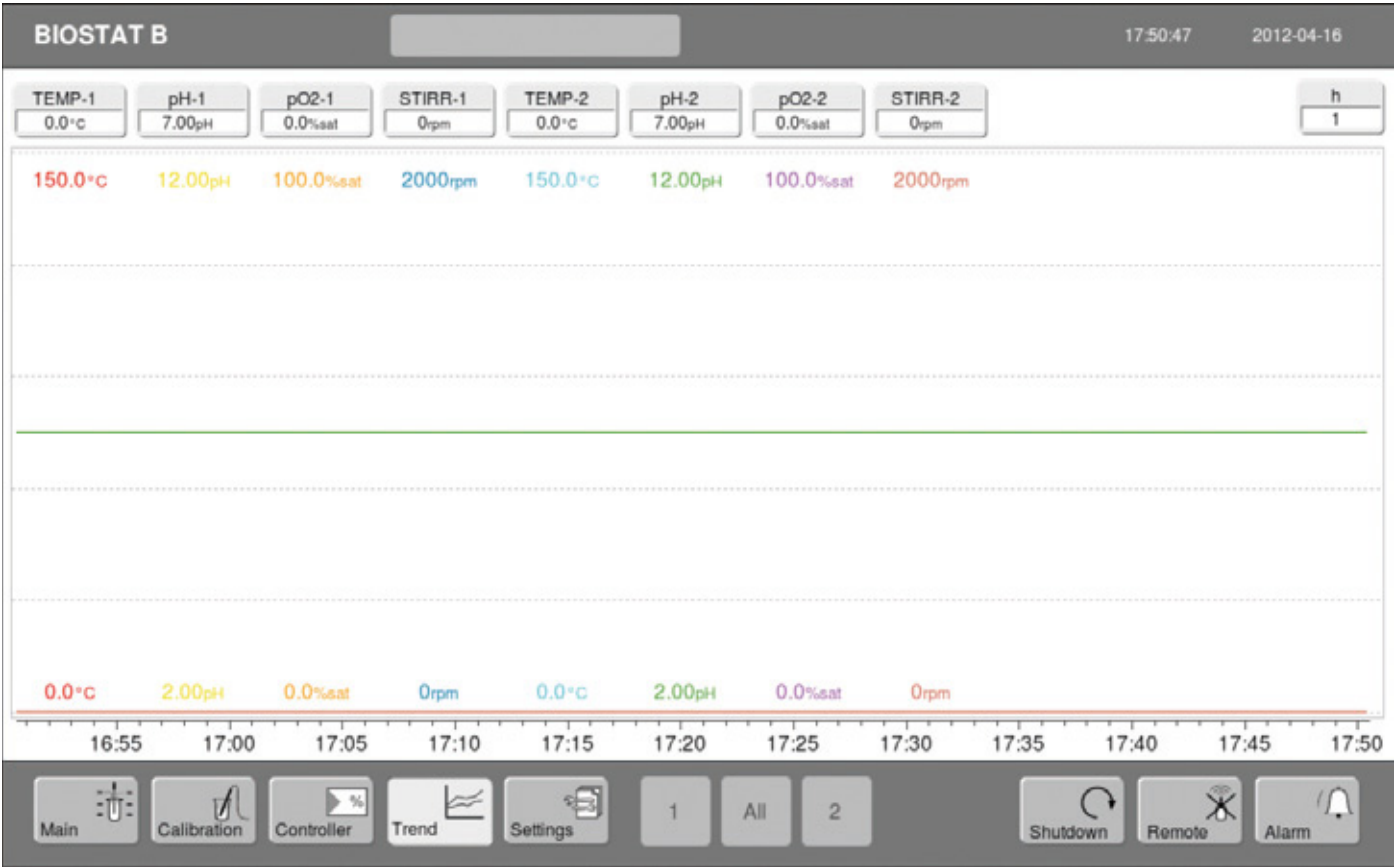 BIOSTAT B 17:50:47 2012-04-16
TEMP-1 pH-1 pO2-1 STIRR-1 TEMP-2 pH-2 pO2-2 STIRR-2 h
0.0°C 7.00pH 0.0%sat 0rpm 0.0°C 7.00pH 0.0%sat 0rpm 1
150.0°C 12.00pH 100.0%sat 2000rpm 150.0°C 12.00pH 100.0%sat 2000rpm
0.0°C 2.00pH 0.0%sat 0rpm 0.0°C 2.00pH 0.0%sat 0rpm
16:55 17:00 17:05 17:10 17:15 17:20 17:25 17:30 17:35 17:40 17:45 17:50
%
1 All 2
Main Calibration Controller Trend Settings Shutdown Remote Alarm